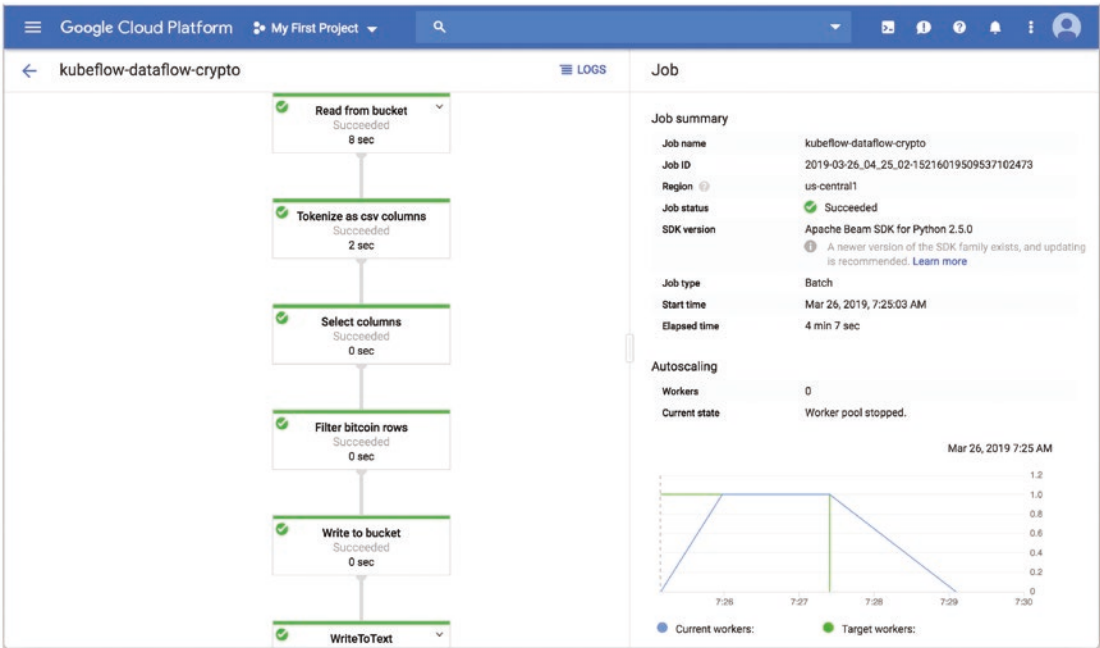 Google Cloud Platform
My First Project
kubeflow-dataflow-crypto
LOGS
Read from bucket
Succeeded
8 sec
Tokenize as csv columns
Succeeded
2 sec
Select columns
Succeeded
0 sec
Filter bitcoin rows
Succeeded
0 sec
Write to bucket
Succeeded
0 sec
WriteToText
Job
Job summary
Job name kubeflow-dataflow-crypto
Job ID 2019-03-26_04_25_02-15216019509537102473
Region us-central1
Job status Succeeded
SDK version Apache Beam SDK for Python 2.5.0
A newer version of the SDK family exists, and updating
is recommended. Learn more
Job type Batch
Start time Mar 26, 2019, 7:25:03 AM
Elapsed time 4 min 7 sec
Autoscaling
Workers 0
Current state Worker pool stopped.
Mar 26, 2019 7:25 AM
1.2
1.0
0.8
0.6
0.4
0.2
0
7:26 7:27 7:28 7:29 7:30
Current workers: Target workers: